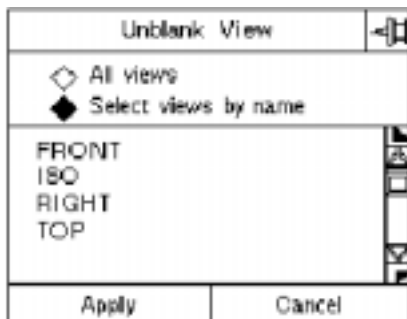 Unblank View
All views
Select views by name
FRONT
ISO
RIGHT
TOP
Apply
Cancel